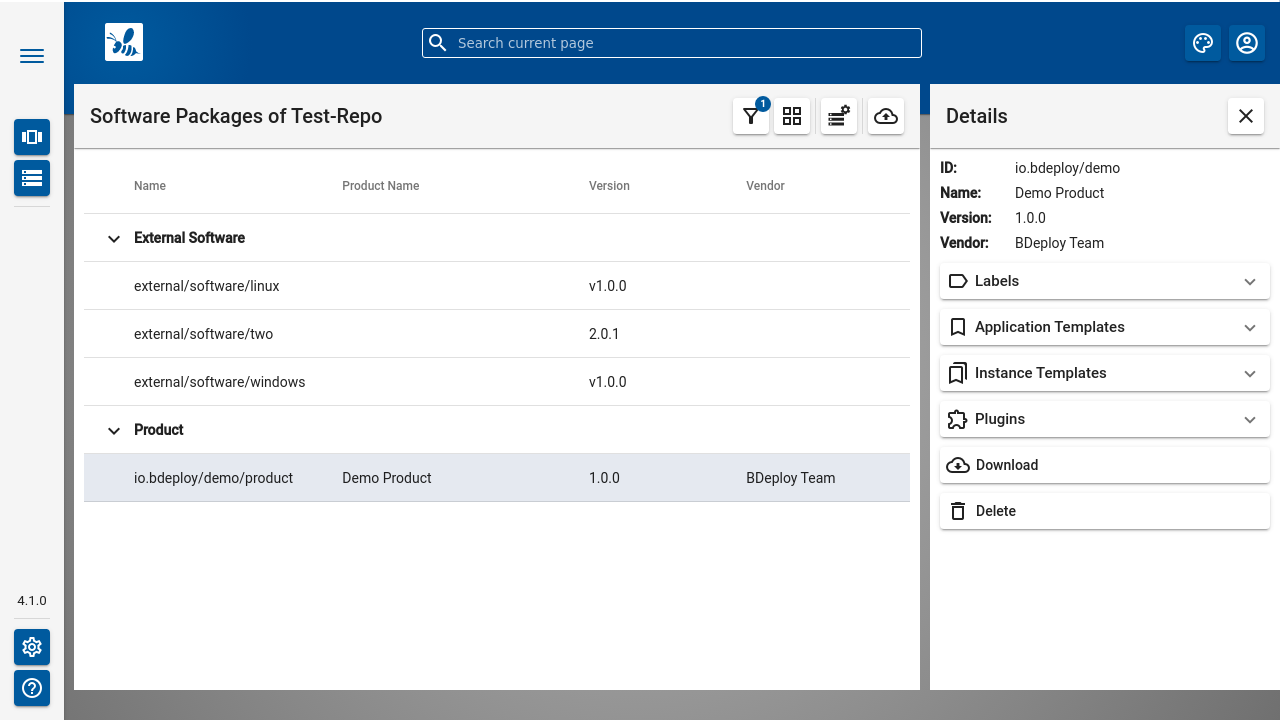 Search current page
Software Packages of Test-Repo
1
Details
Name Product Name Version Vendor
External Software
external/software/linux v1.0.0
external/software/two 2.0.1
external/software/windows v1.0.0
Product
io.bdeploy/demo/product Demo Product 1.0.0 BDeploy Team
ID: io.bdeploy/demo
Name: Demo Product
Version: 1.0.0
Vendor: BDeploy Team
Labels
Application Templates
Instance Templates
Plugins
Download
Delete
4.1.0